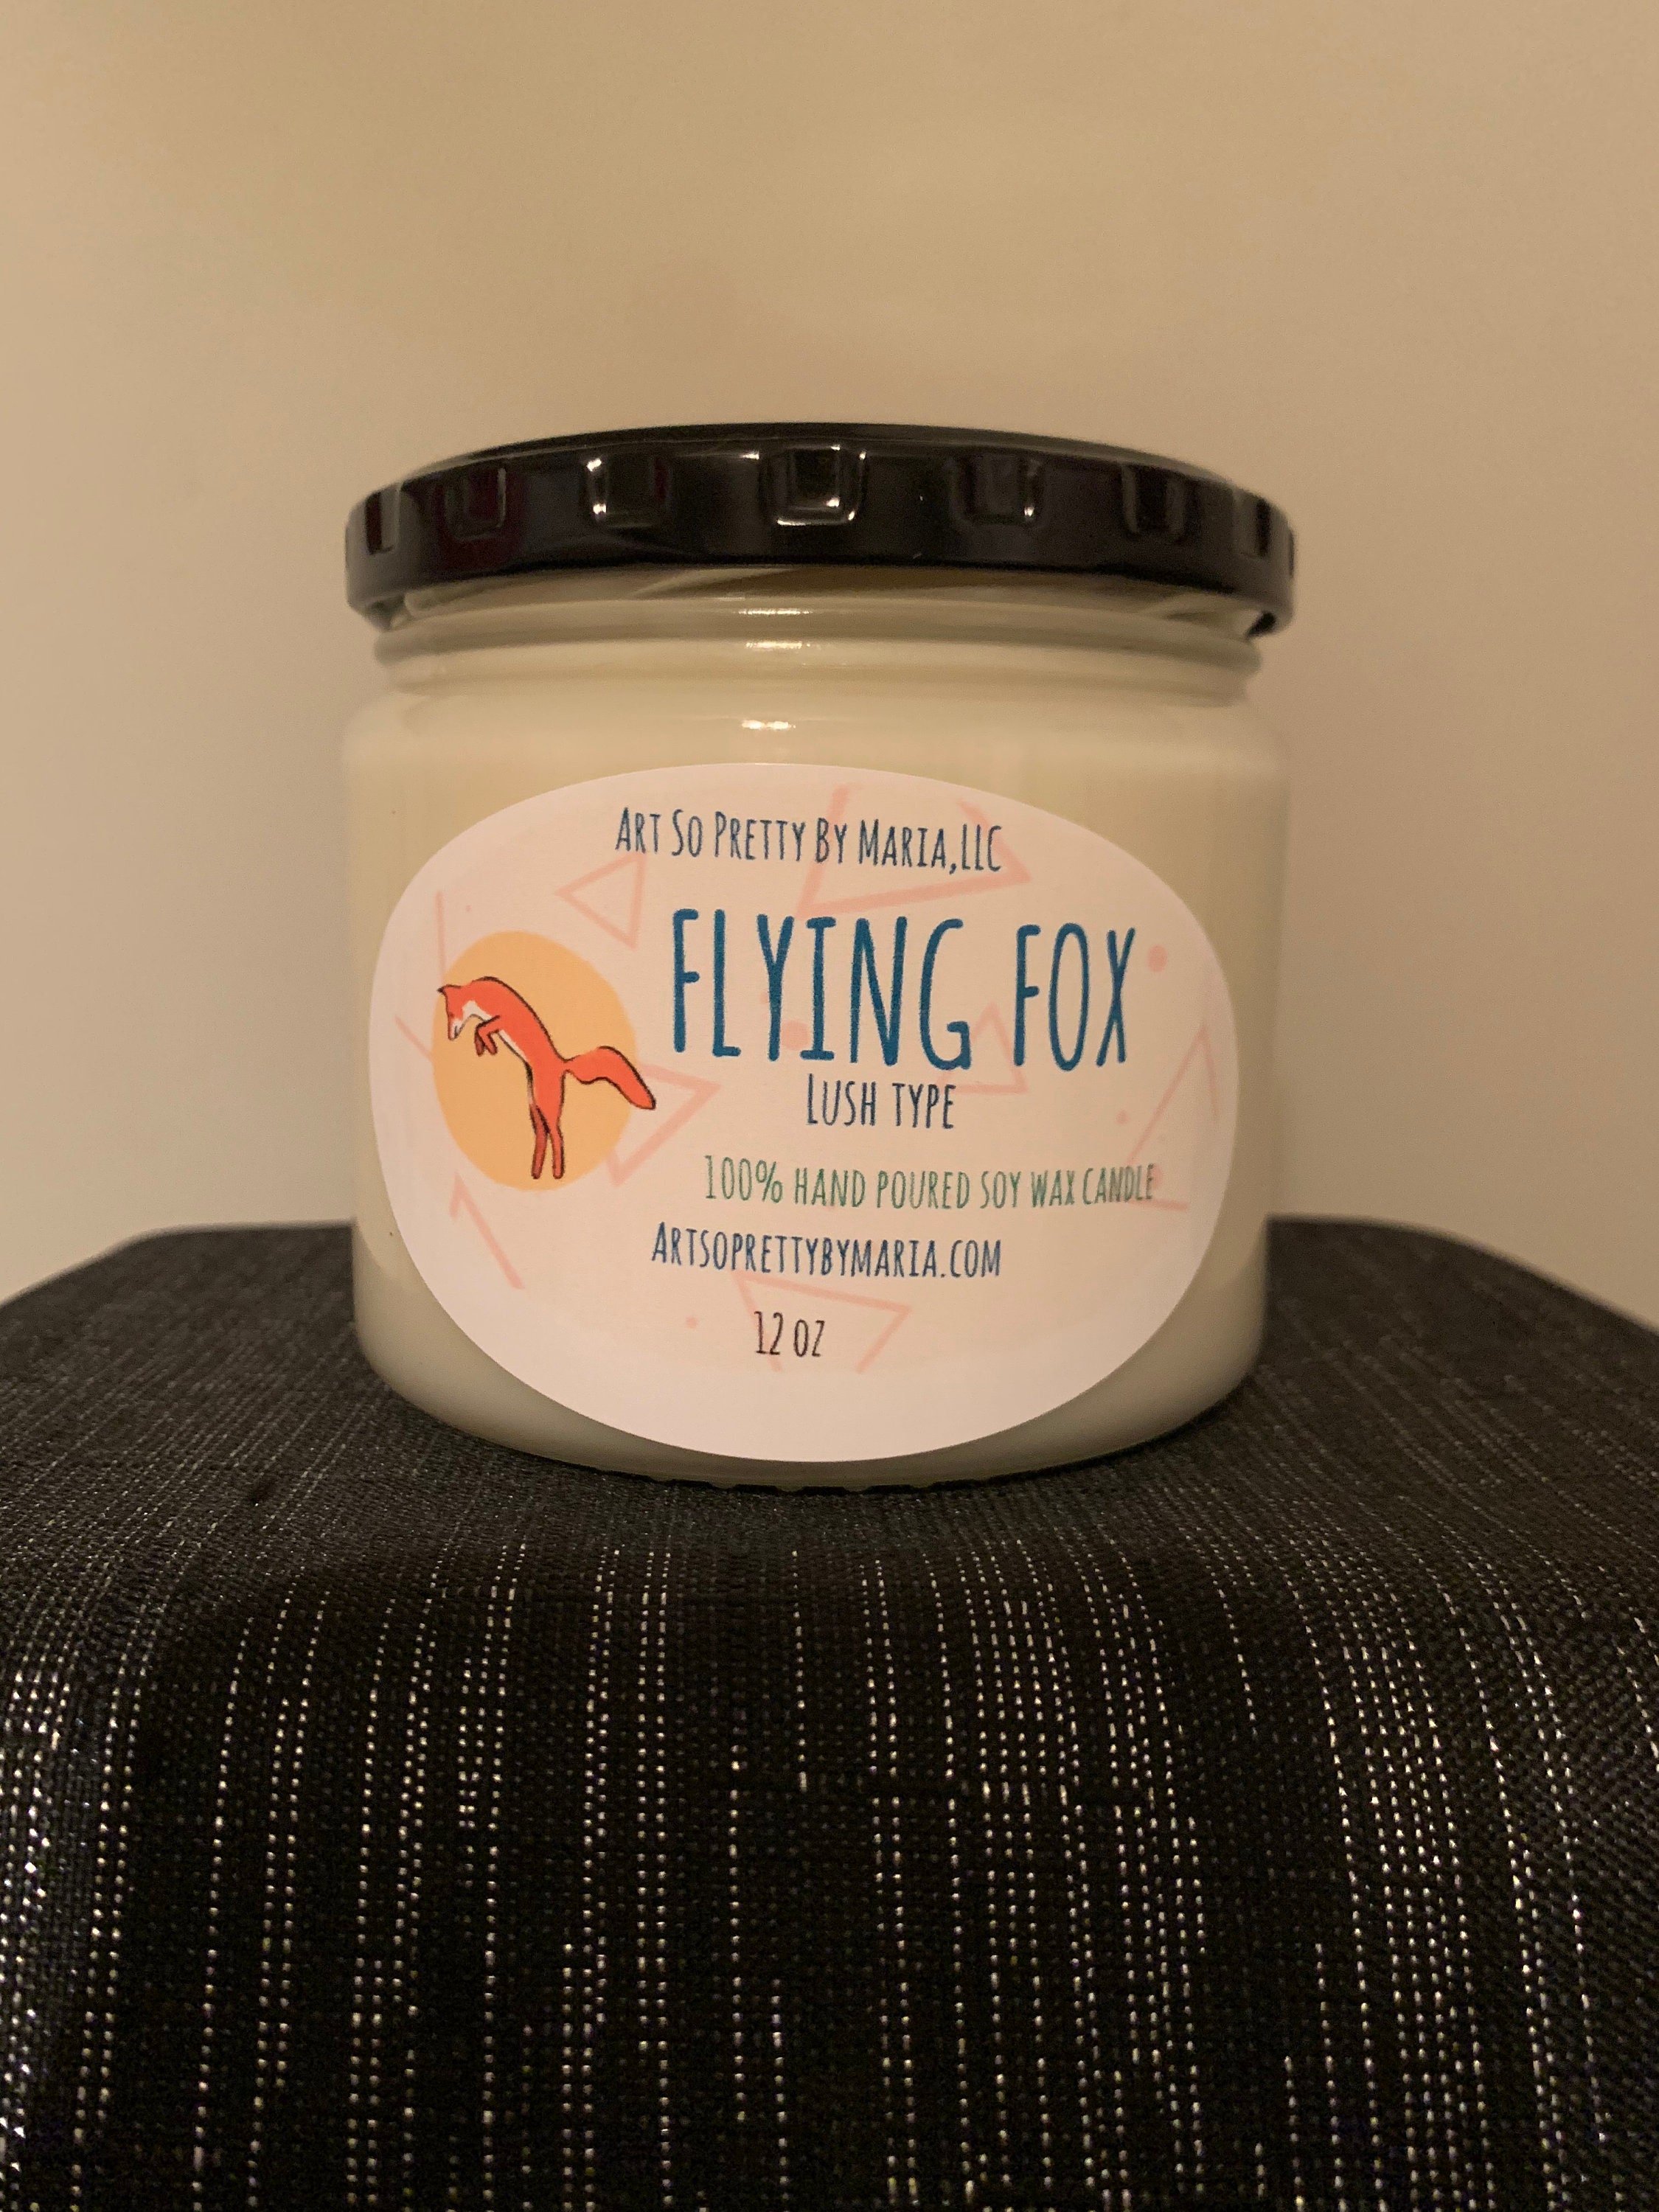 Art So Pretty By Maria,LLC
FLYING FOX
Lush type
100% hand poured soy wax candle
Artsoprettybymaria.com
12 oz